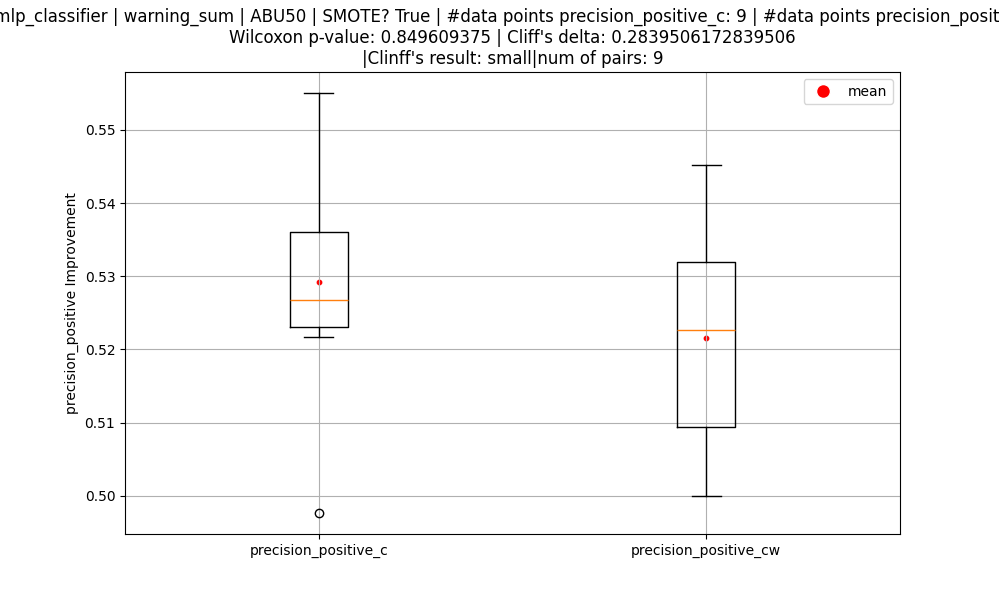 mlp_classifier | warning_sum | ABU50 | SMOTE? True | #data points precision_positive_c: 9 | #data points
Wilcoxon p-value: 0.849609375 | Cliff's delta: 0.2839506172839506
|Clinff's result: small|num of pairs: 9
mean
precision_positive Improvement
0.55
0.54
0.53
0.52
0.51
0.50
precision_positive_c
precision_positive_cw